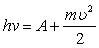 hν = A + mυ²/2